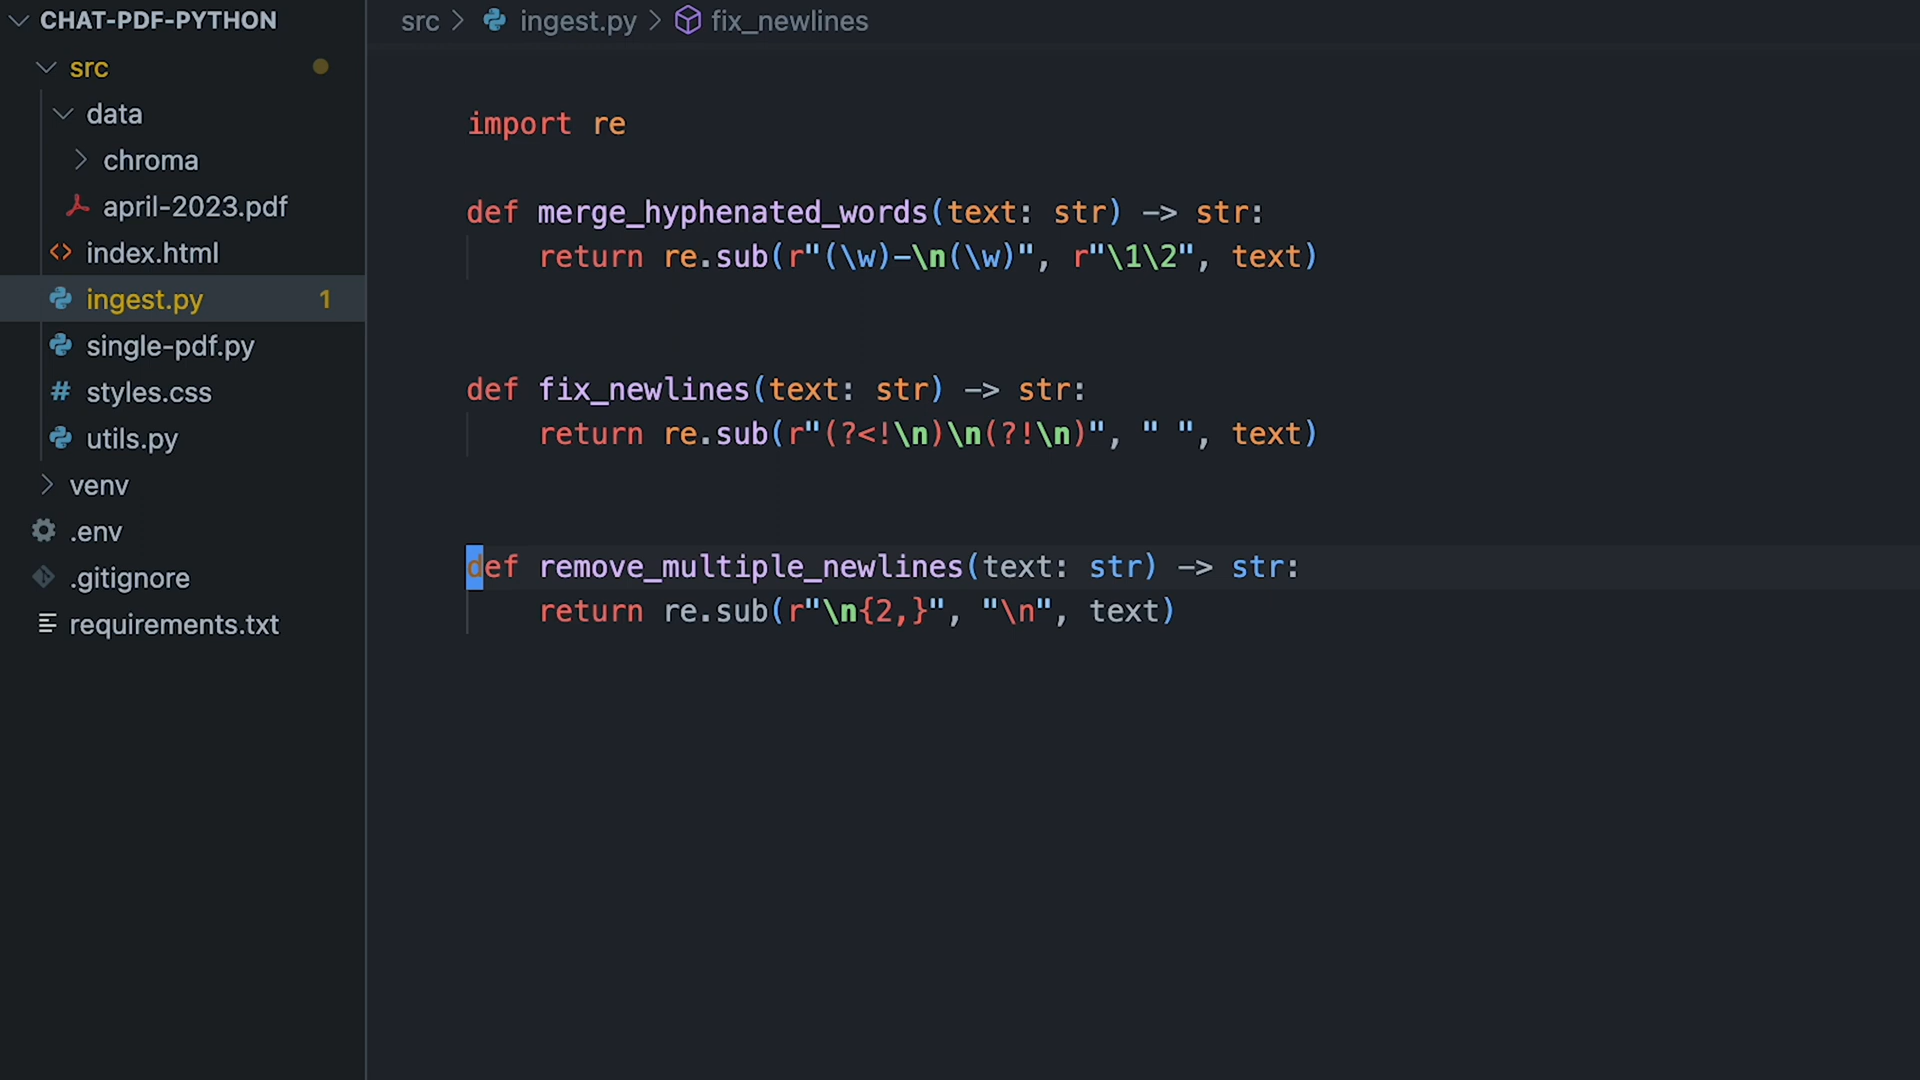 CHAT-PDF-PYTHON
src
data
chroma
april-2023.pdf
index.html
ingest.py 1
single-pdf.py
styles.css
utils.py
venv
.env
.gitignore
requirements.txt
src > ingest.py > fix_newlines
import re
def merge_hyphenated_words(text: str) -> str:
    return re.sub(r"(\w)-\n(\w)", r"\1\2", text)
def fix_newlines(text: str) -> str:
    return re.sub(r"(?<!\n)\n(?!\n)", " ", text)
def remove_multiple_newlines(text: str) -> str:
    return re.sub(r"\n{2,}", "\n", text)